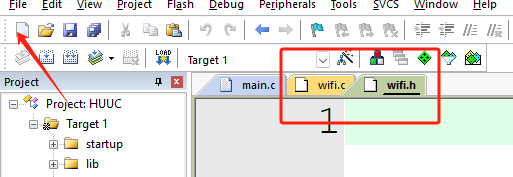 File Edit View Project Flash Debug Peripherals Tools SVCS Window Help
LOAD Target 1
Project
main.c wifi.c wifi.h
Project: HUUC
1
Target 1
startup
lib